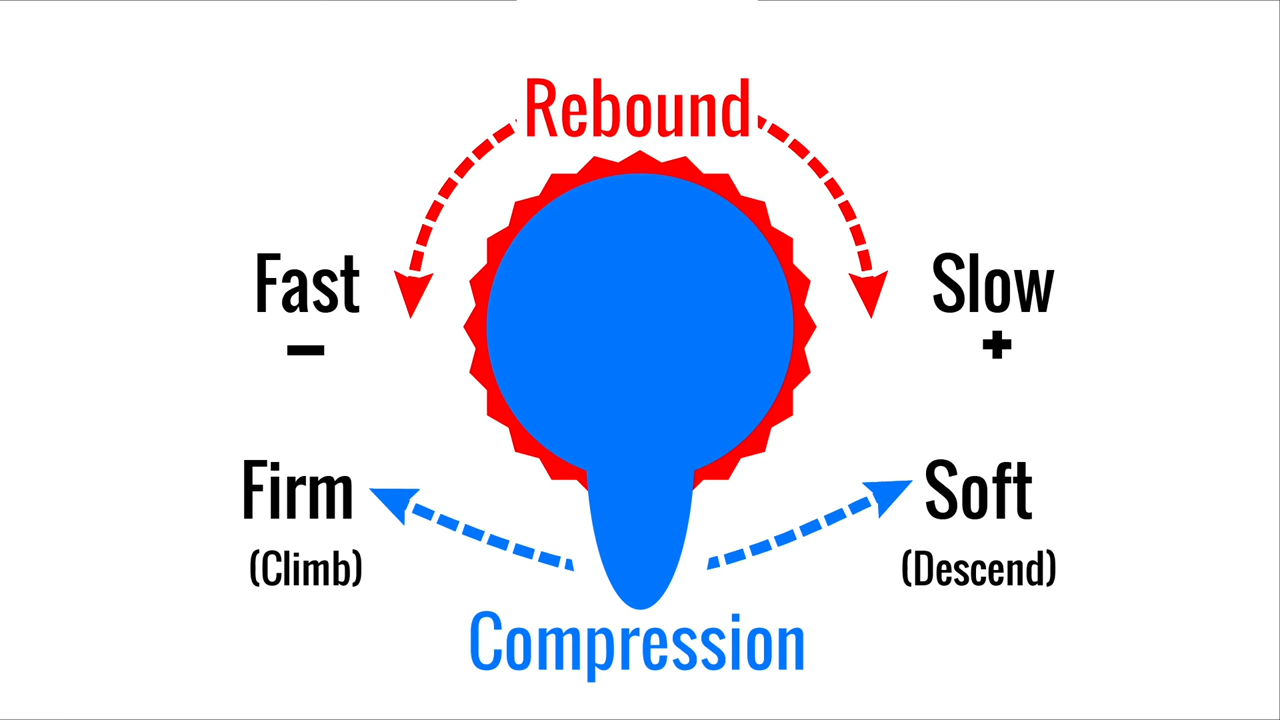 Rebound
Fast
−
Slow
+
Firm
(Climb)
Soft
(Descend)
Compression